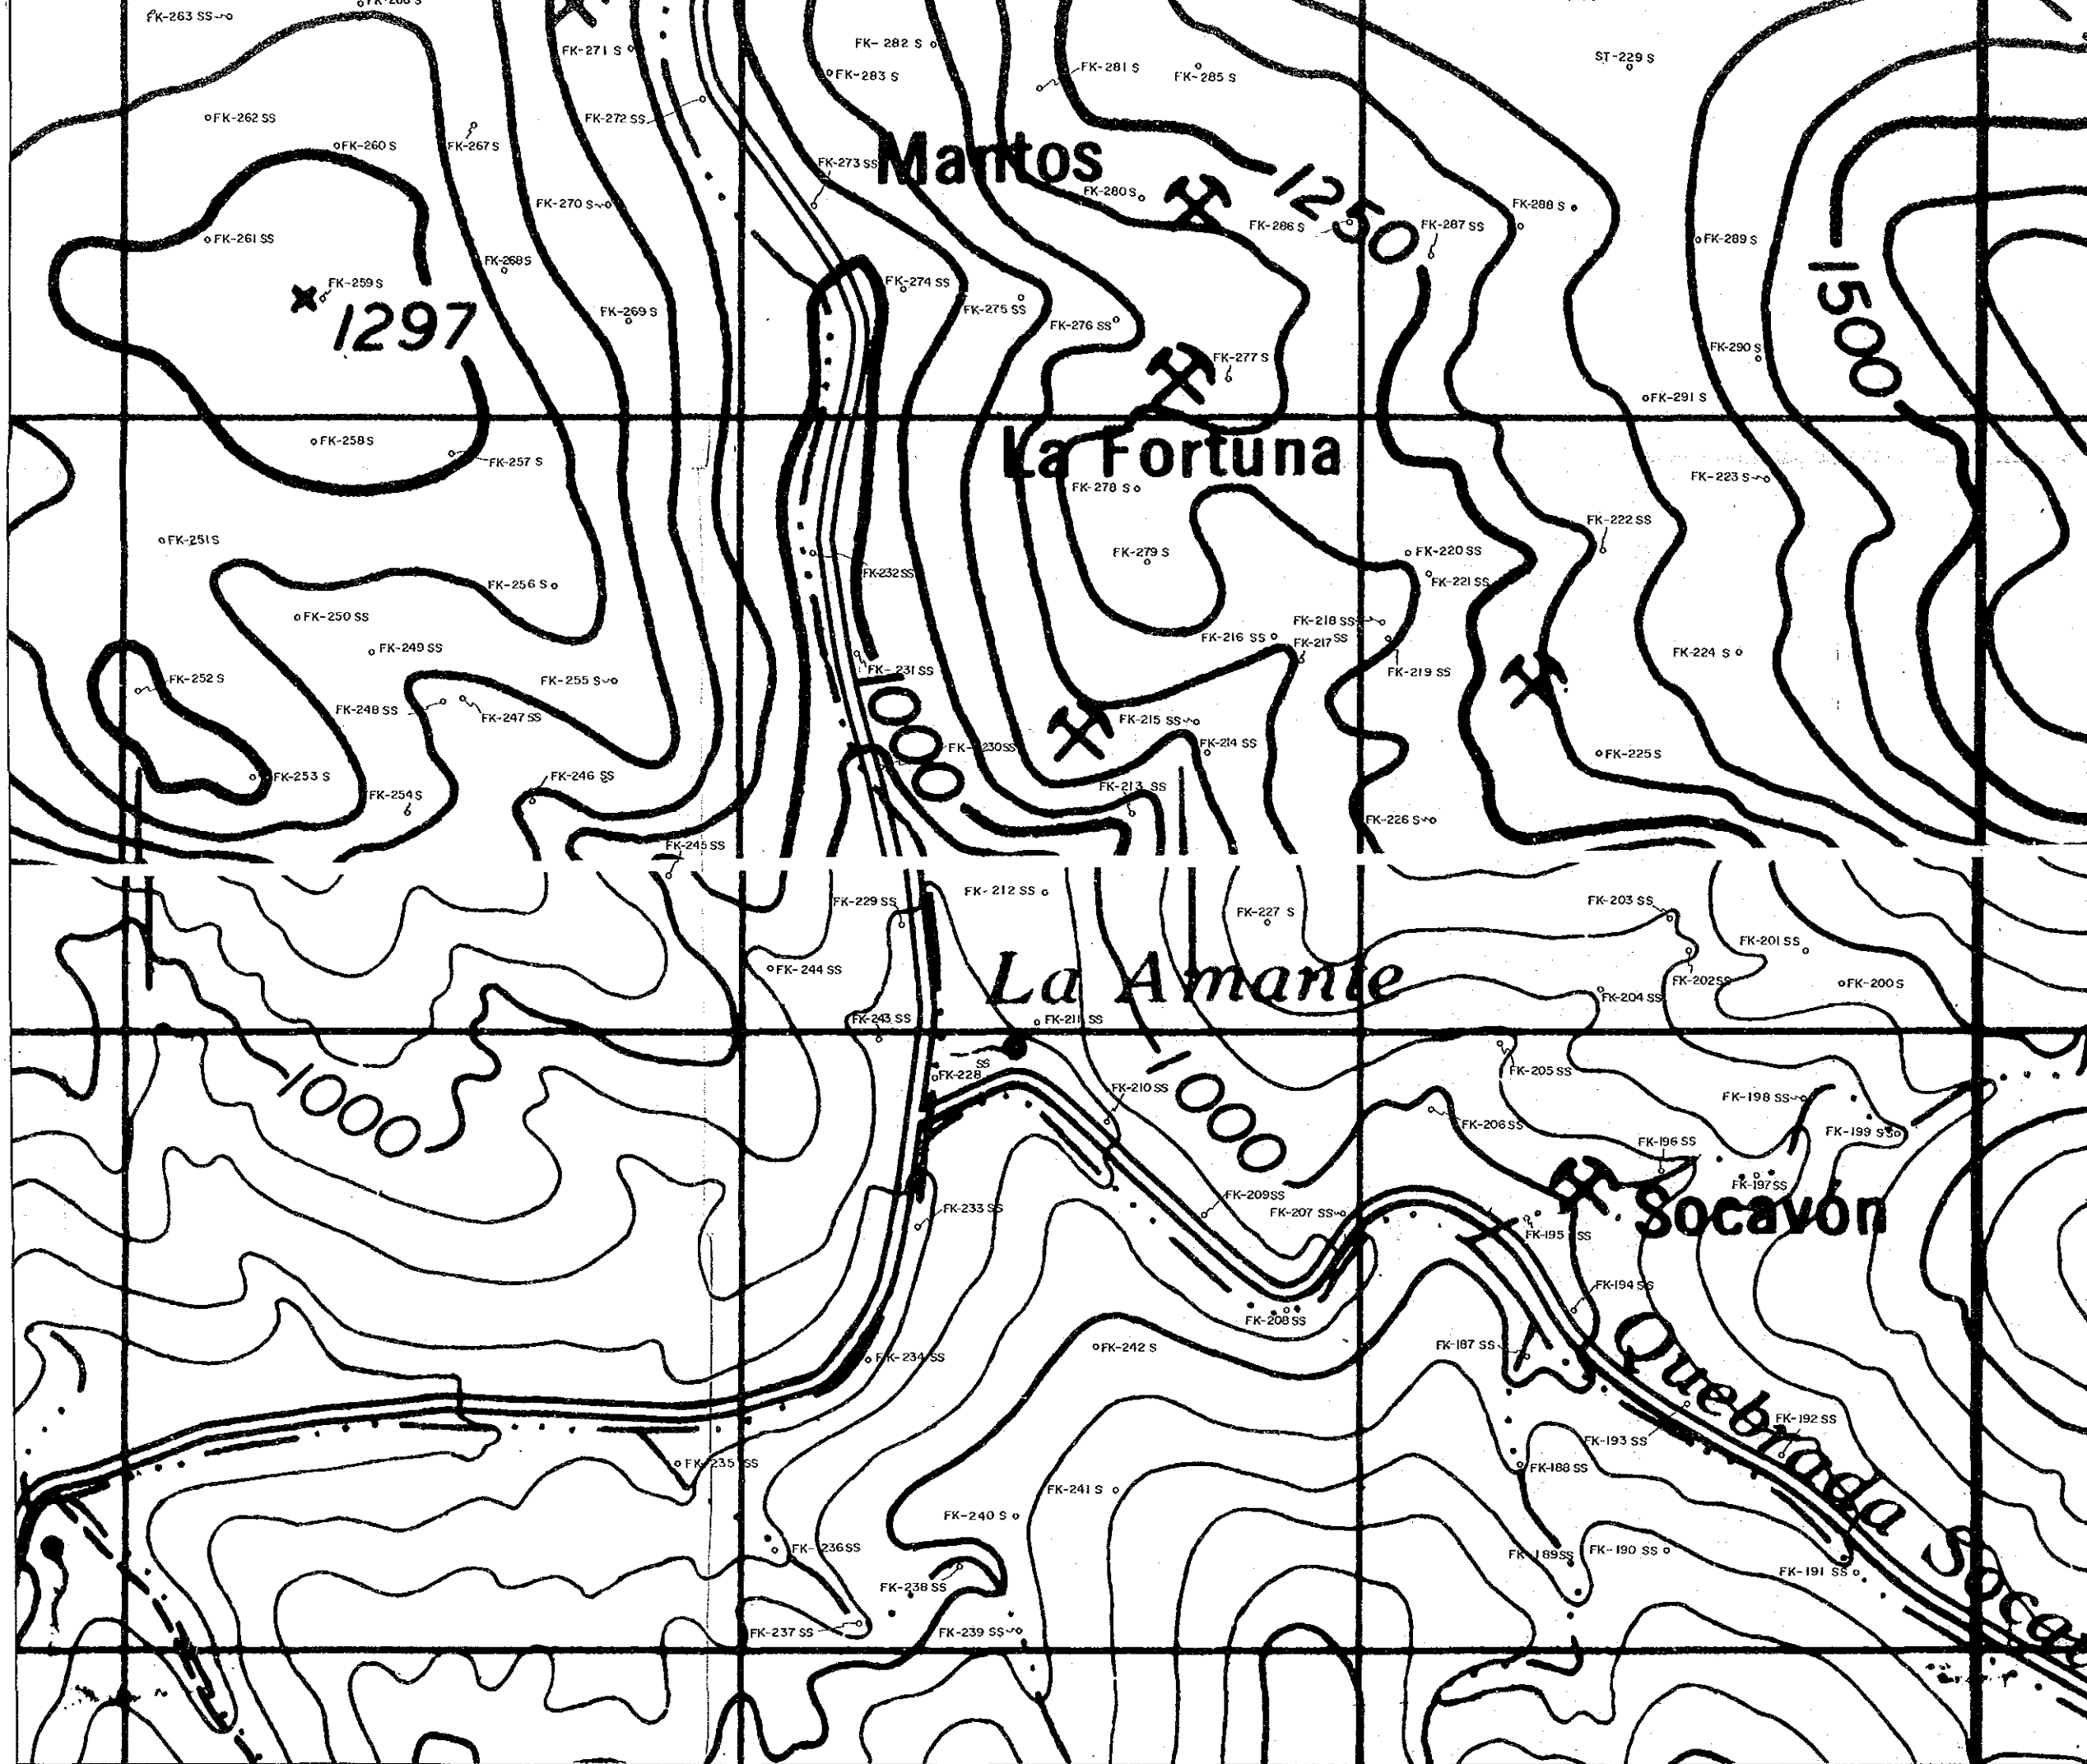 FK-263 SS
FK-271 S
FK-282 S
FK-283 S
FK-281 S
FK-285 S
ST-229 S
FK-262 SS
FK-272 SS
FK-260 S
FK-267 S
FK-273 SS
Mantos
FK-280 S
1250
FK-270 S
FK-286 S
FK-287 SS
FK-288 S
FK-261 SS
FK-289 S
FK-268 S
FK-259 S
FK-274 SS
1500
1297
FK-269 S
FK-275 SS
FK-276 SS
FK-277 S
FK-290 S
FK-291 S
FK-258 S
FK-257 S
La Fortuna
FK-278 S
FK-223 S
FK-222 SS
FK-251 S
FK-279 S
FK-220 SS
FK-232 SS
FK-221 SS
FK-256 S
FK-250 SS
FK-218 SS
FK-216 SS
FK-217 SS
FK-249 SS
FK-224 S
FK-252 S
FK-255 S
FK-231 SS
FK-219 SS
FK-248 SS
FK-247 SS
1000
FK-215 SS
FK-230 SS
FK-214 SS
FK-225 S
FK-253 S
FK-246 SS
FK-254 S
FK-213 SS
FK-226 S
FK-245 SS
FK-229 SS
FK-212 SS
FK-227 S
FK-203 SS
FK-201 SS
FK-244 SS
La Amante
FK-202 SS
FK-200 S
FK-204 SS
FK-243 SS
FK-211 SS
FK-228 SS
FK-205 SS
1000
FK-210 SS
1000
FK-198 SS
FK-206 SS
FK-199 SS
FK-196 SS
FK-197 SS
FK-209 SS
FK-233 SS
FK-207 SS
Socavón
FK-195 SS
FK-194 SS
FK-208 SS
FK-242 S
FK-187 SS
FK-234 SS
Quebrada Socav
FK-192 SS
FK-193 SS
FK-235 SS
FK-188 SS
FK-241 S
FK-240 S
FK-236 SS
FK-189 SS
FK-190 SS
FK-191 SS
FK-238 SS
FK-237 SS
FK-239 SS